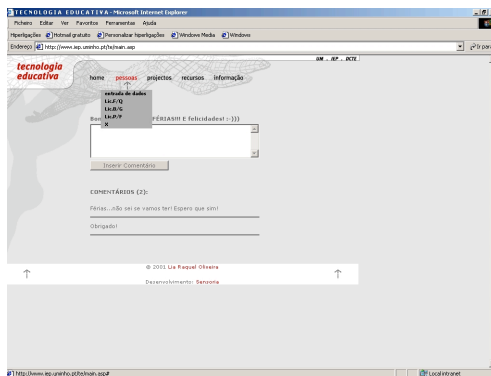 TECNOLOGIA EDUCATIVA - Microsoft Internet Explorer
Ficheiro Editar Ver Favoritos Ferramentas Ajuda
Hiperligações Hotmail gratuito Personalizar hiperligações Windows Media Windows
Endereço http://www.iep.uminho.pt/te/main.asp Ir para
UM . IEP . DCTE
tecnologia
educativa
home pessoas projectos recursos informação
entrada de dados
Lic.F/Q
Lic.B/G
Lic.P/P
X
FÉRIAS!!! E felicidades! :-)))
Inserir Comentário
COMENTÁRIOS (2):
Férias...não sei se vamos ter! Espero que sim!
Obrigado!
@ 2001 Lia Raquel Oliveira
Desenvolvimento: Sensoria
http://www.iep.uminho.pt/te/main.asp#
Local intranet